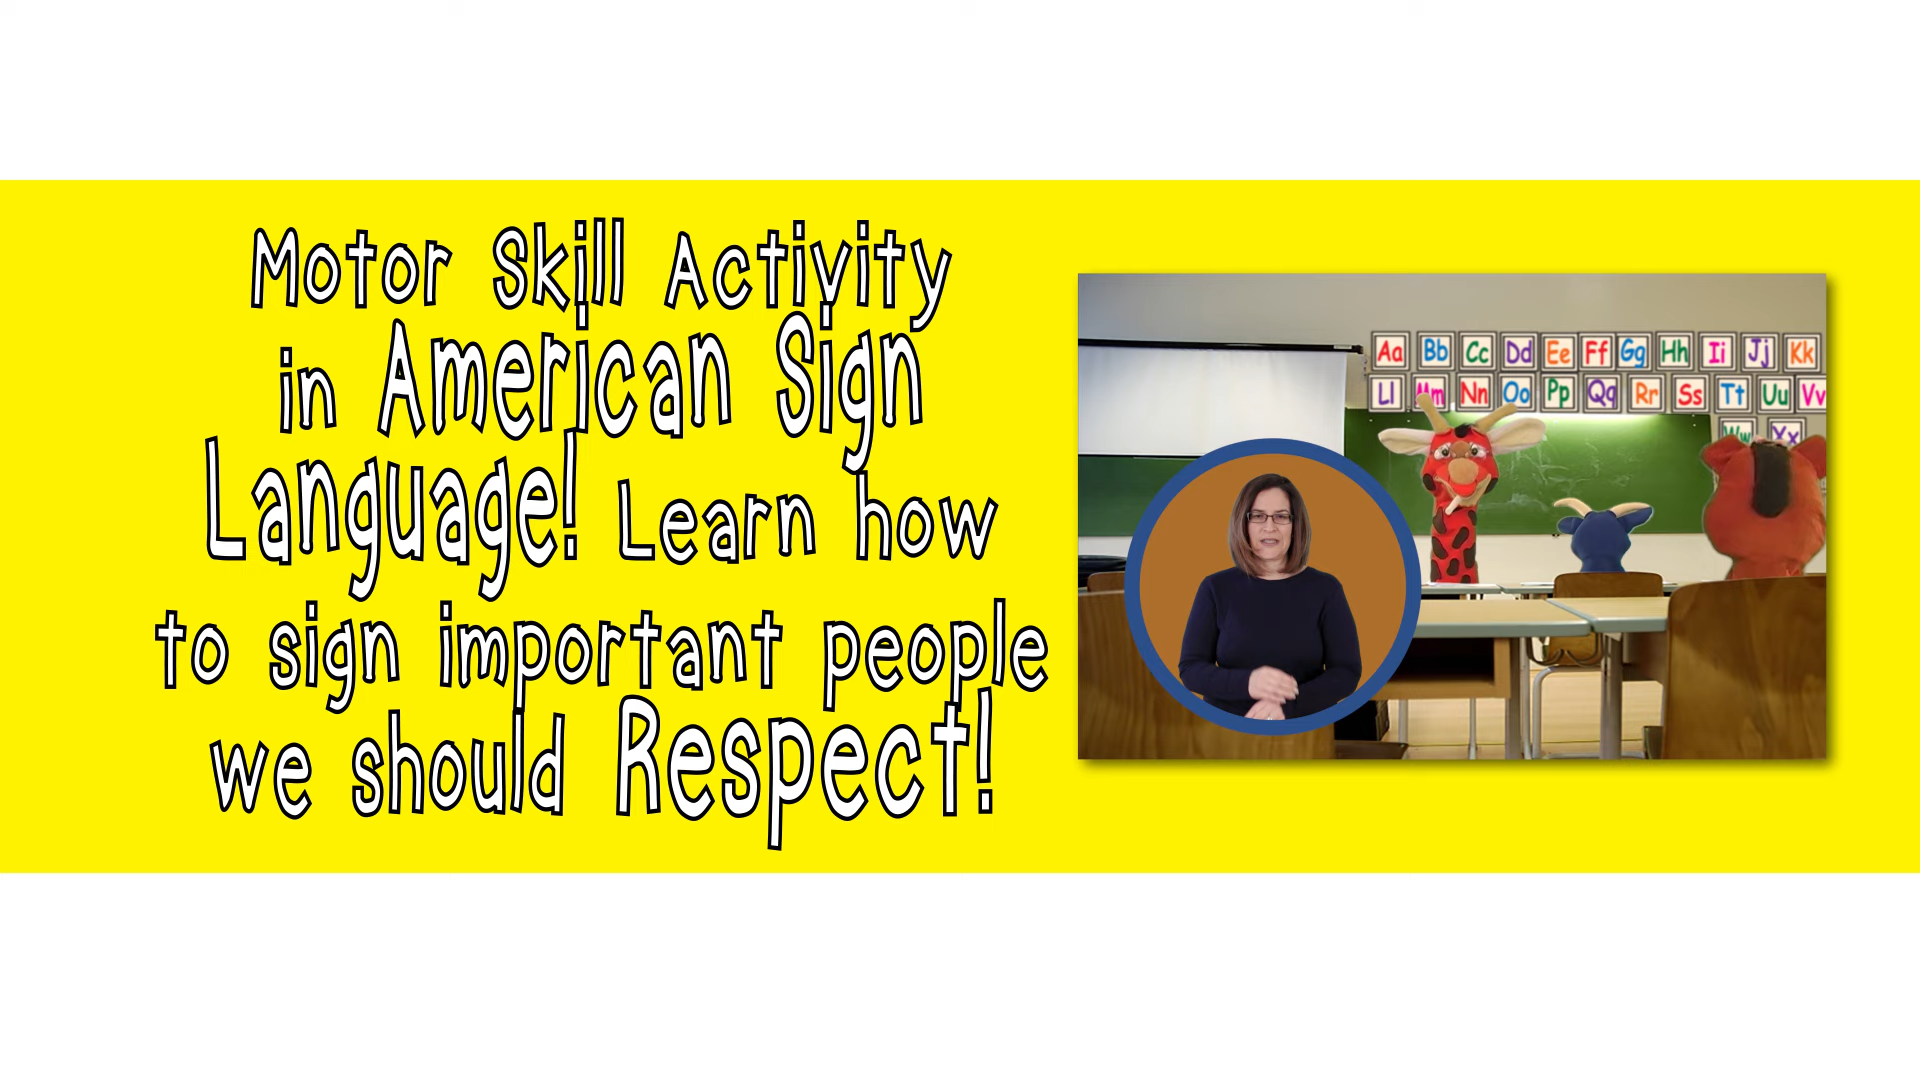 Motor Skill Activity
in American Sign
Language! Learn how
to sign important people
we should Respect!
Aa Bb Cc Dd Ee Ff Gg Hh Ii Jj Kk
Ll Mm Nn Oo Pp Qq Rr Ss Tt Uu Vv
Ww Xx